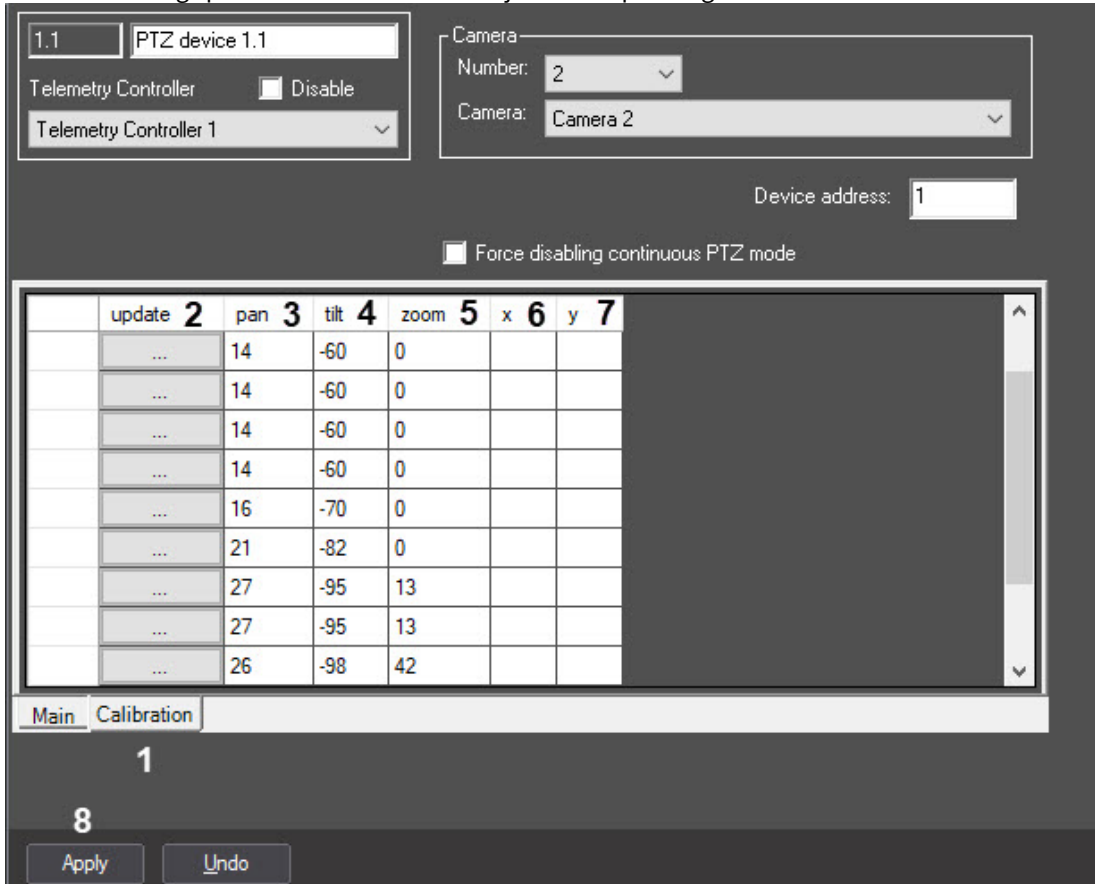 1.1 PTZ device 1.1
Telemetry Controller Disable
Telemetry Controller 1
Camera
Number: 2
Camera: Camera 2
Device address: 1
Force disabling continuous PTZ mode
update 2 pan 3 tilt 4 zoom 5 x 6 y 7
... 14 -60 0
... 14 -60 0
... 14 -60 0
... 14 -60 0
... 16 -70 0
... 21 -82 0
... 27 -95 13
... 27 -95 13
... 26 -98 42
Main Calibration
1
8
Apply Undo